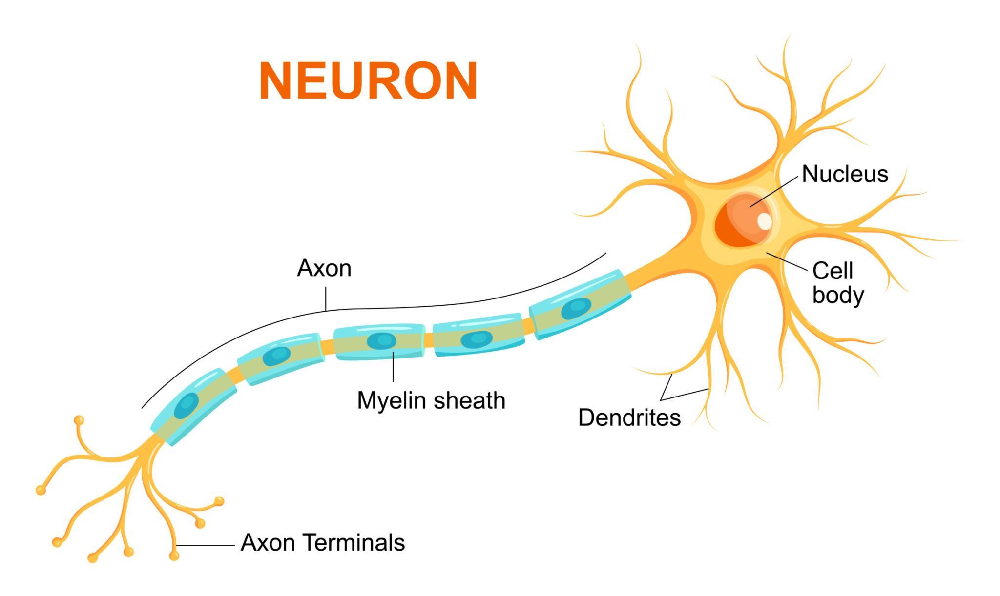 NEURON
Nucleus
Axon
Cell
body
Myelin sheath
Dendrites
Axon Terminals